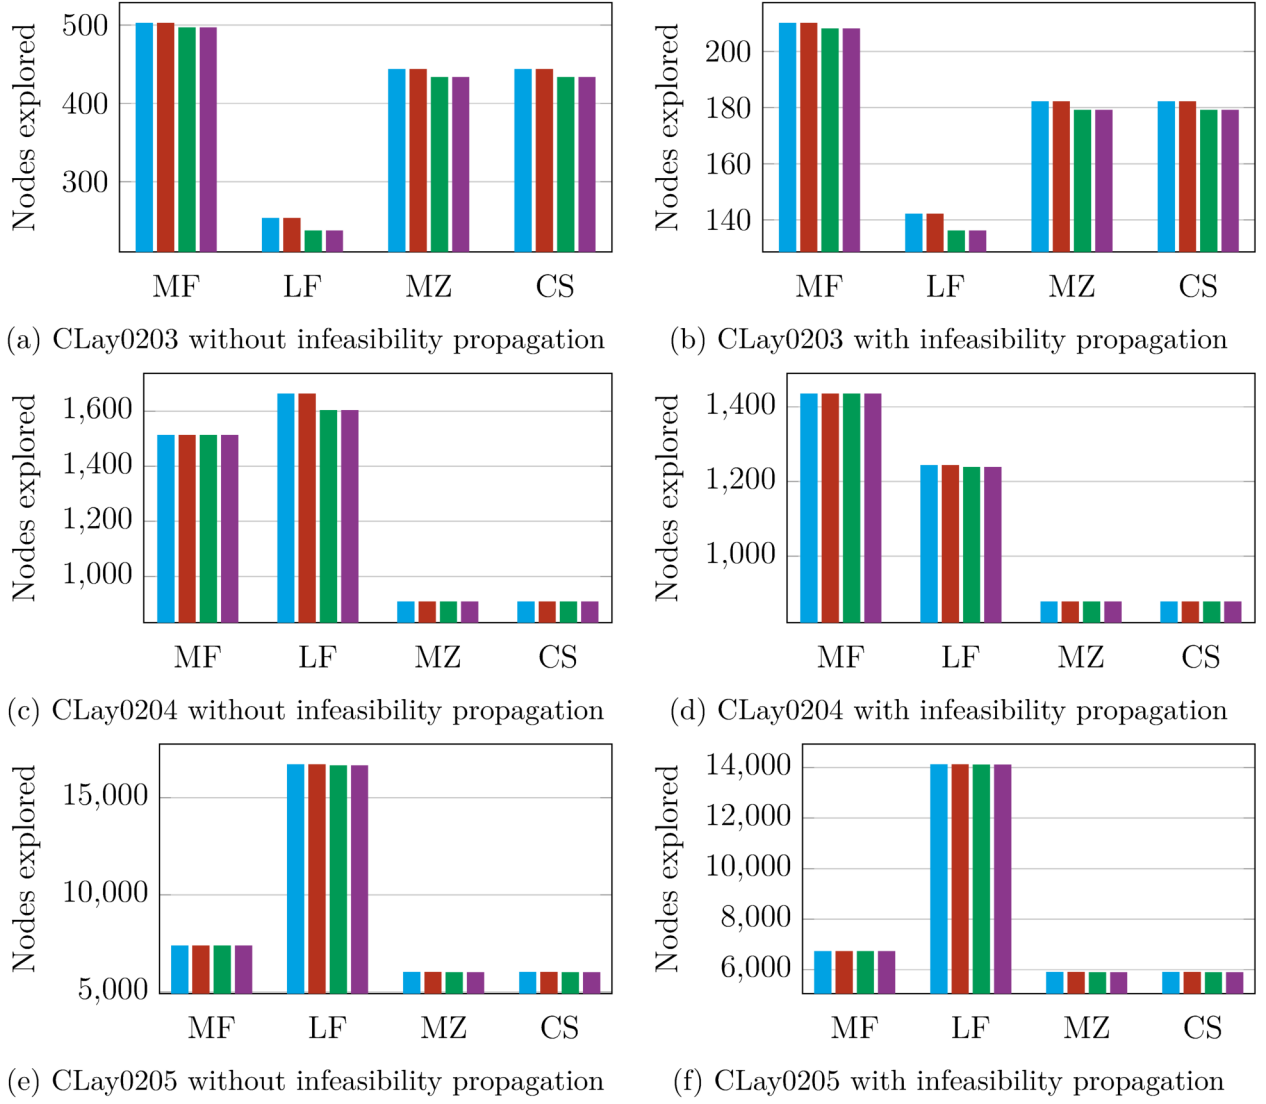 Nodes explored
500
400
300
MF LF MZ CS
(a) CLay0203 without infeasibility propagation
Nodes explored
200
180
160
140
MF LF MZ CS
(b) CLay0203 with infeasibility propagation
Nodes explored
1,600
1,400
1,200
1,000
MF LF MZ CS
(c) CLay0204 without infeasibility propagation
Nodes explored
1,400
1,200
1,000
MF LF MZ CS
(d) CLay0204 with infeasibility propagation
Nodes explored
15,000
10,000
5,000
MF LF MZ CS
(e) CLay0205 without infeasibility propagation
Nodes explored
14,000
12,000
10,000
8,000
6,000
MF LF MZ CS
(f) CLay0205 with infeasibility propagation